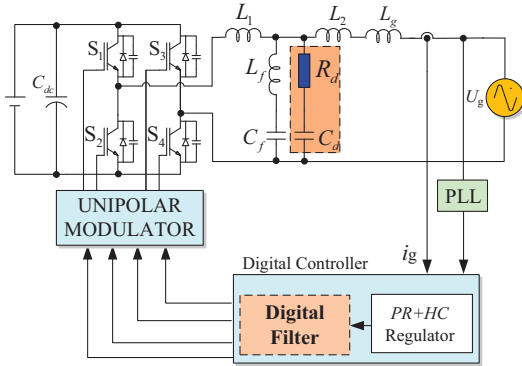 L1
L2
Lg
S1
S3
Cdc
Lf
Rd
Ug
S2
S4
Cf
Cd
UNIPOLAR
MODULATOR
PLL
ig
Digital Controller
Digital
Filter
PR+HC
Regulator